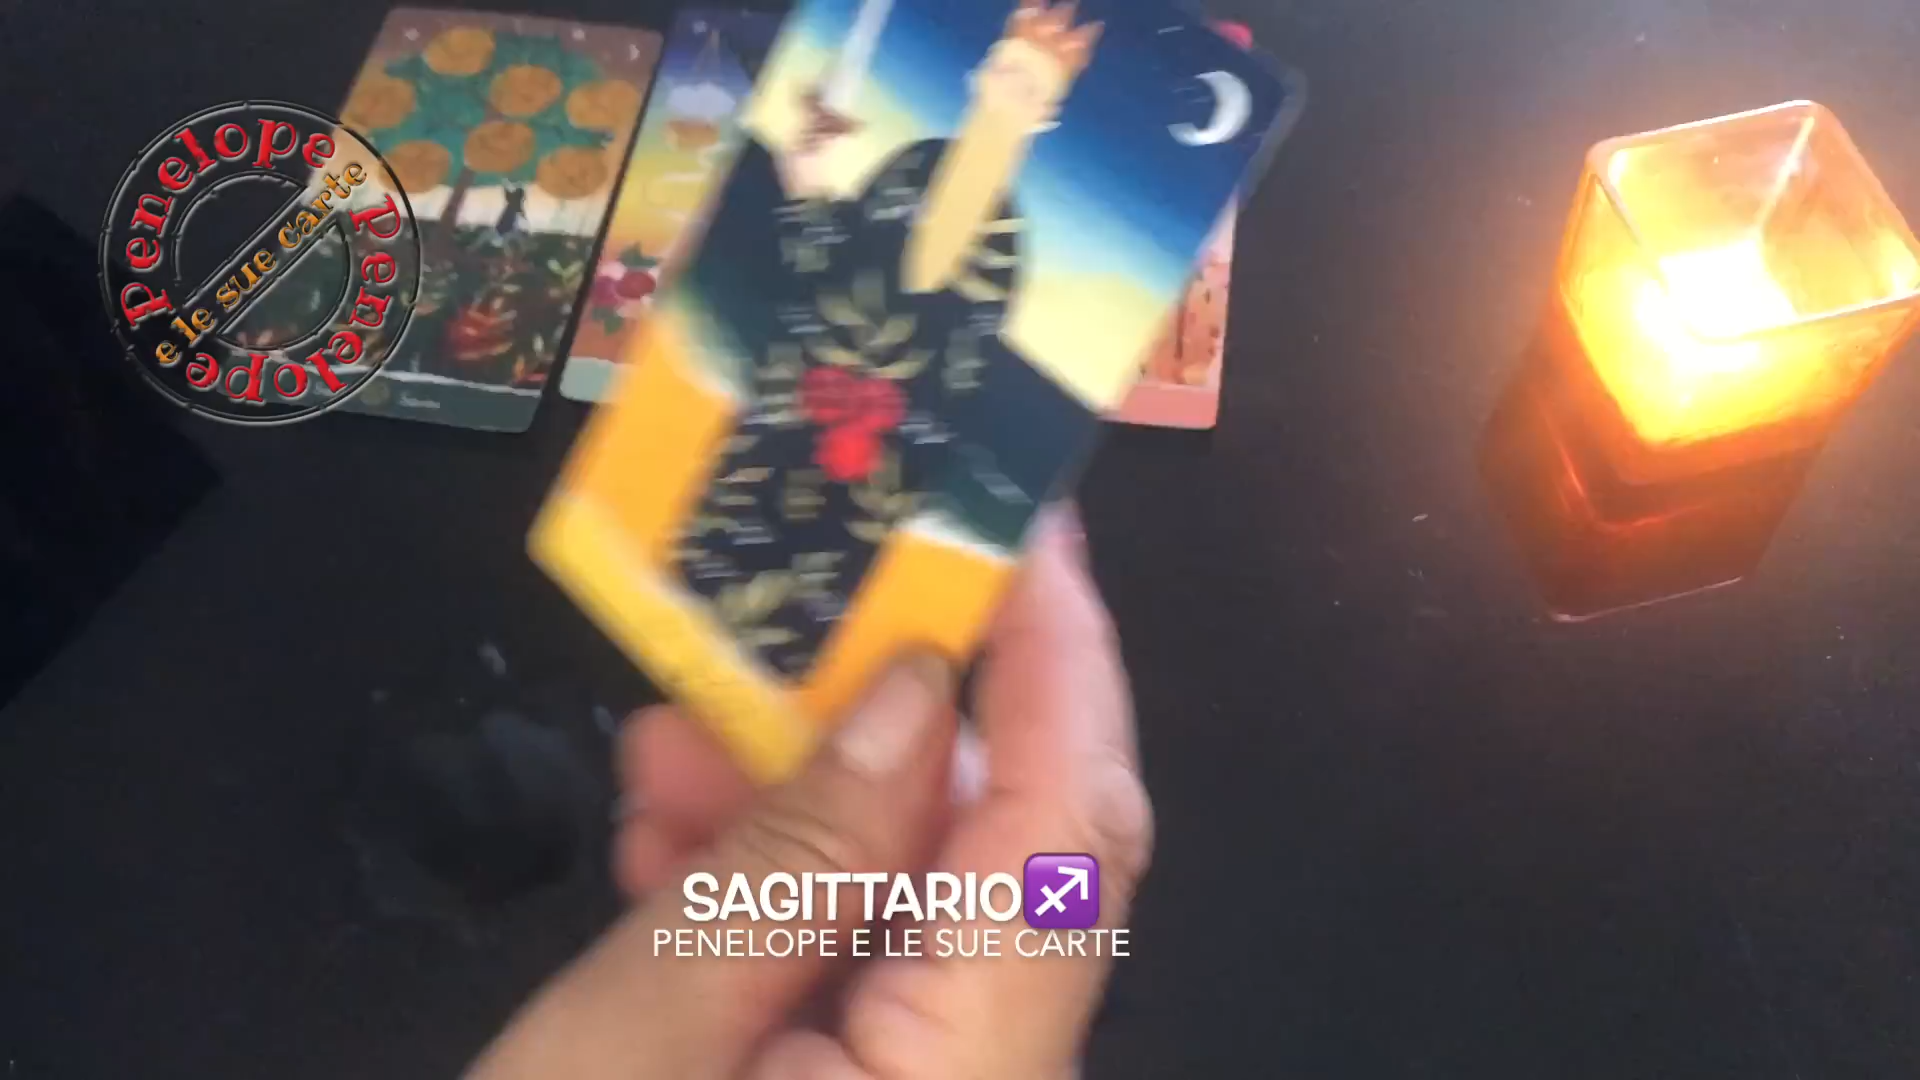 Penelope
e le sue carte
Penelope
SAGITTARIO♐
PENELOPE E LE SUE CARTE